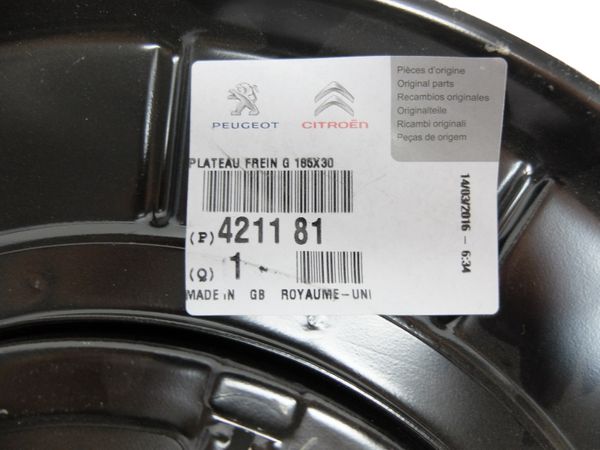 PEUGEOT
CITROËN
Pièces d'origine
Original parts
Recambios originales
Originalteile
Ricambi originali
Peças de origem
PLATEAU FREIN G 185X30
(P) 4211 81
(Q) 1
MADE IN GB ROYAUME-UNI
14/03/2016 - 6:34